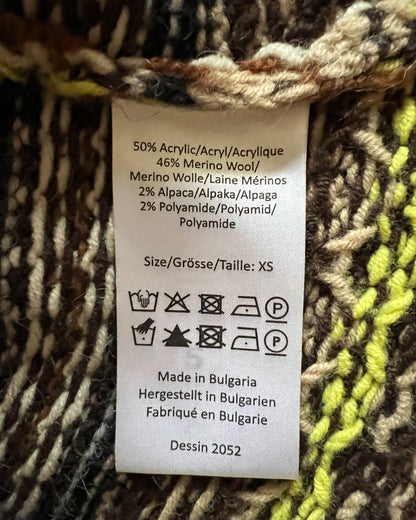 50% Acrylic/Acryl/Acrylique
46% Merino Wool/
Merino Wolle/Laine Mérinos
2% Alpaca/Alpaka/Alpaga
2% Polyamide/Polyamid/
Polyamide
Size/Grösse/Taille: XS
P
P
Made in Bulgaria
Hergestellt in Bulgarien
Fabriqué en Bulgarie
Dessin 2052